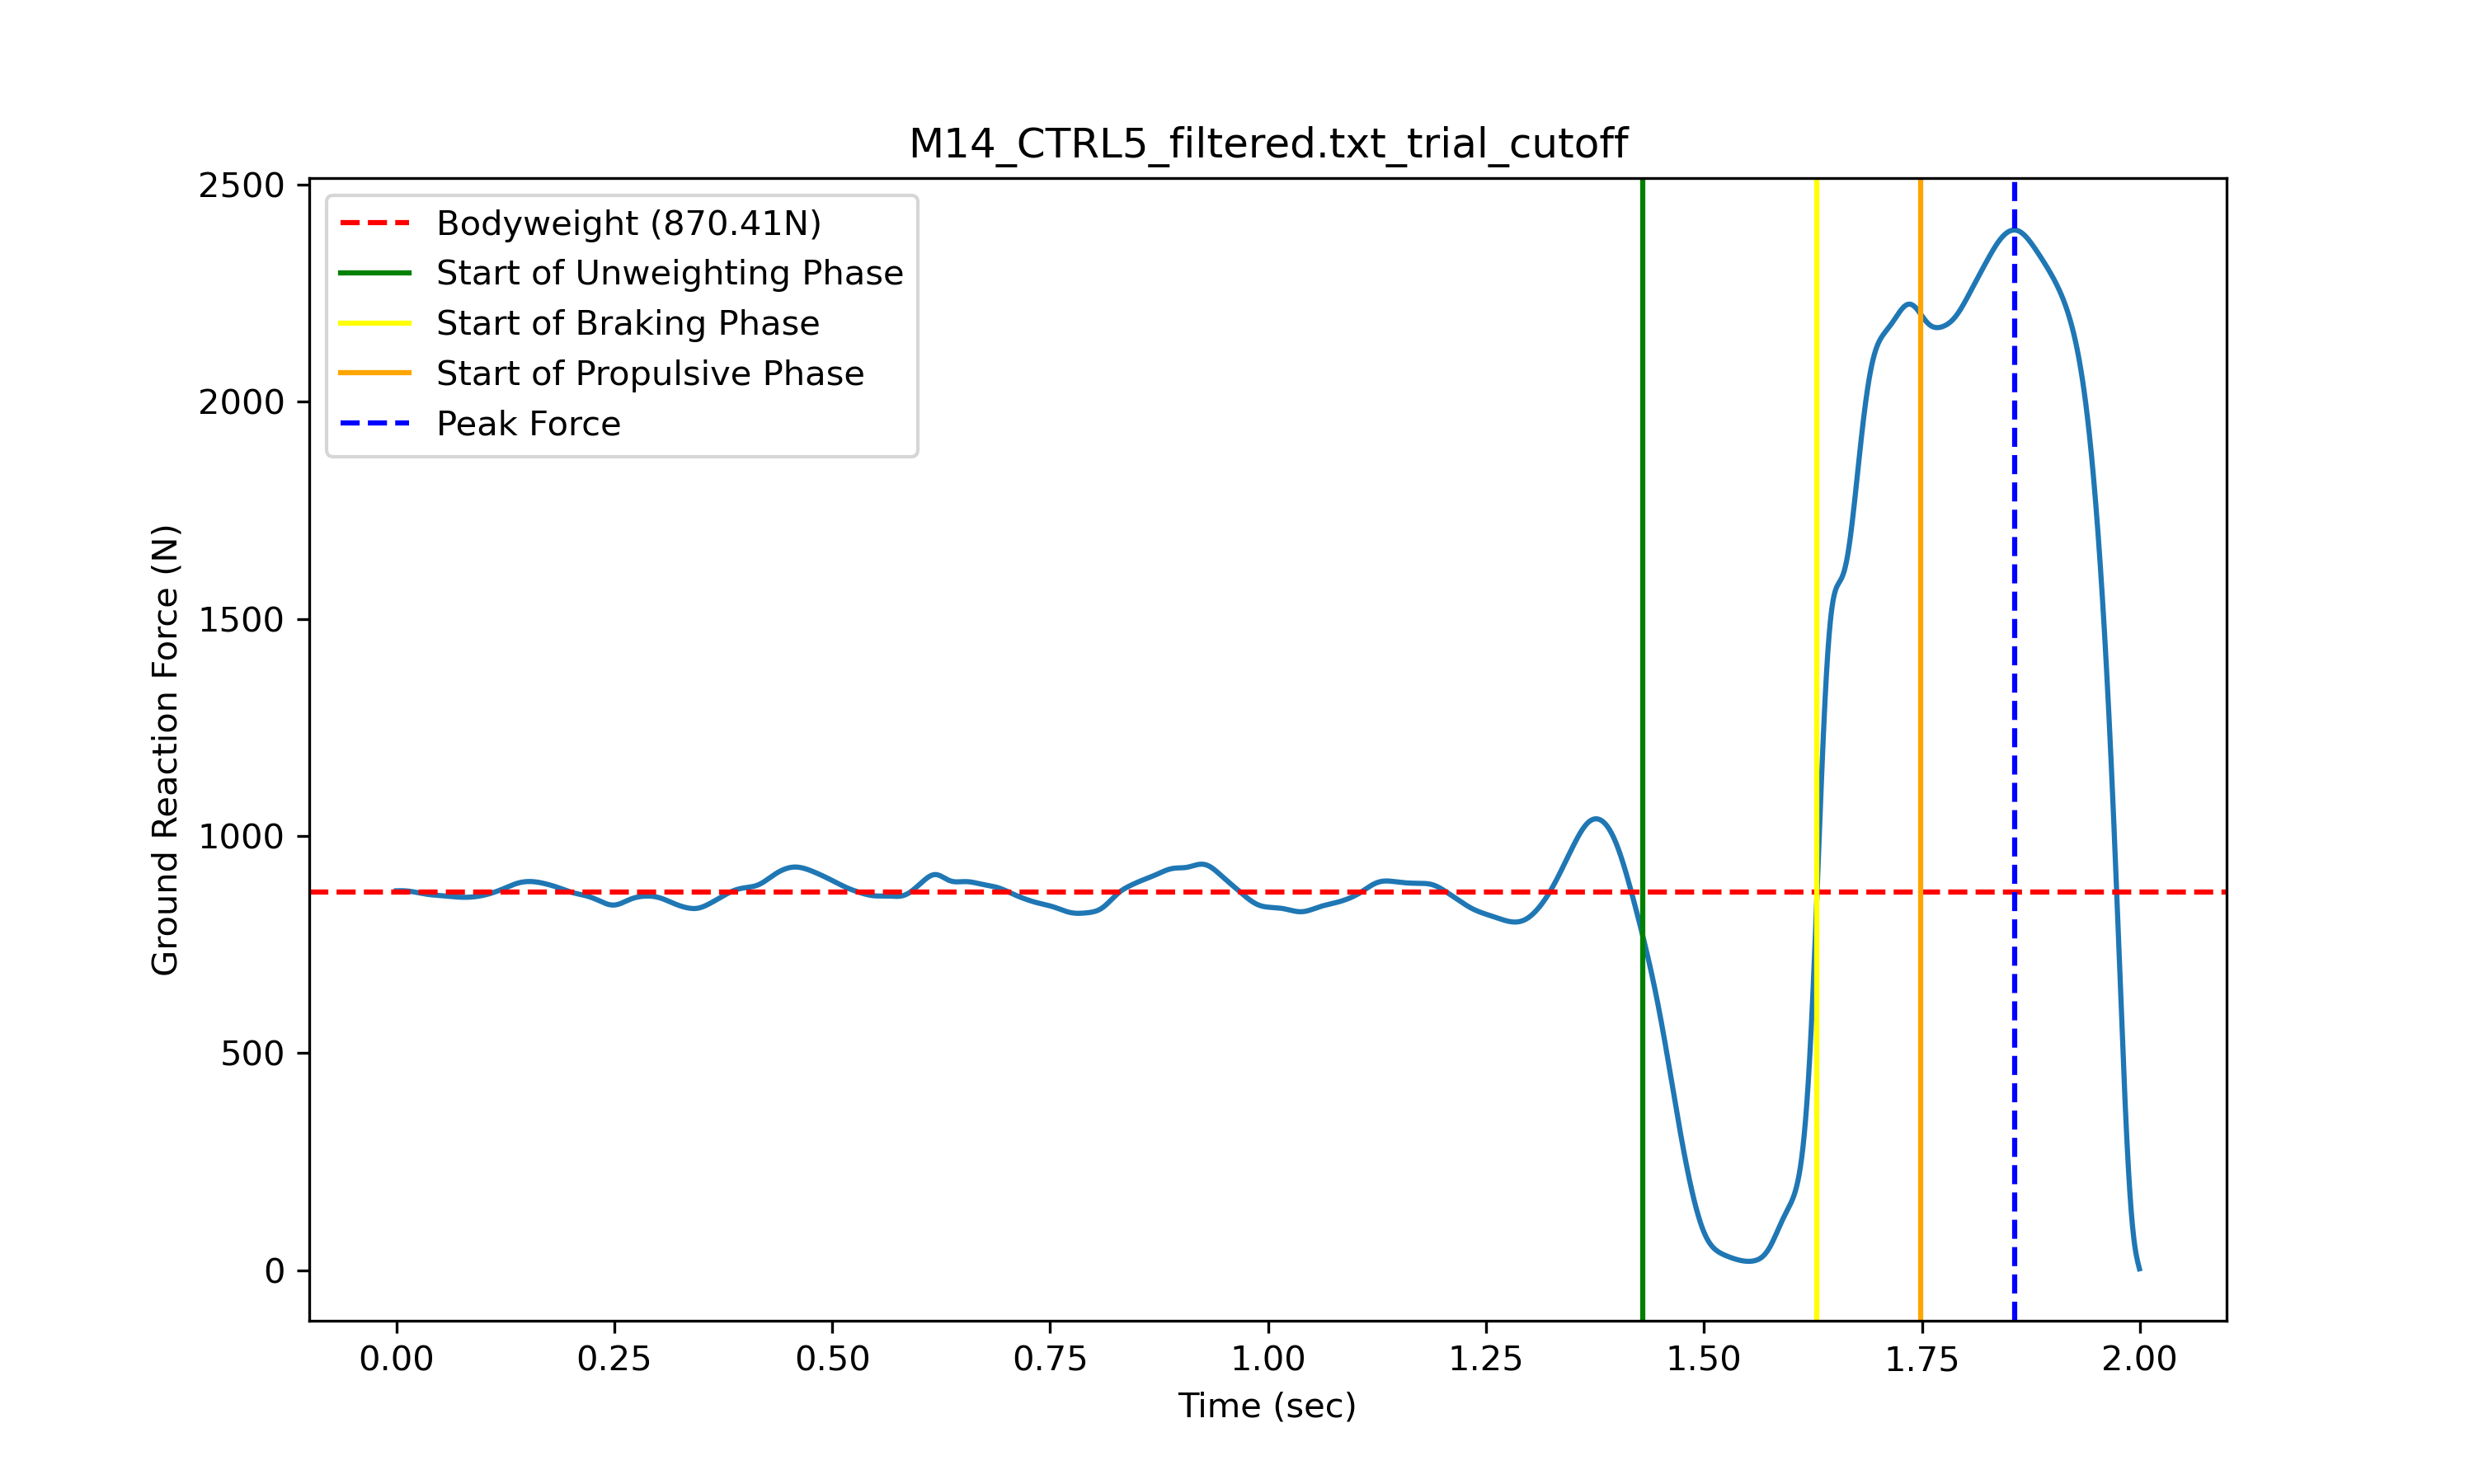 M14_CTRL5_filtered.txt_trial_cutoff
2500
2000
1500
1000
500
0
Ground Reaction Force (N)
Bodyweight (870.41N)
Start of Unweighting Phase
Start of Braking Phase
Start of Propulsive Phase
Peak Force
0.00 0.25 0.50 0.75 1.00 1.25 1.50 1.75 2.00
Time (sec)